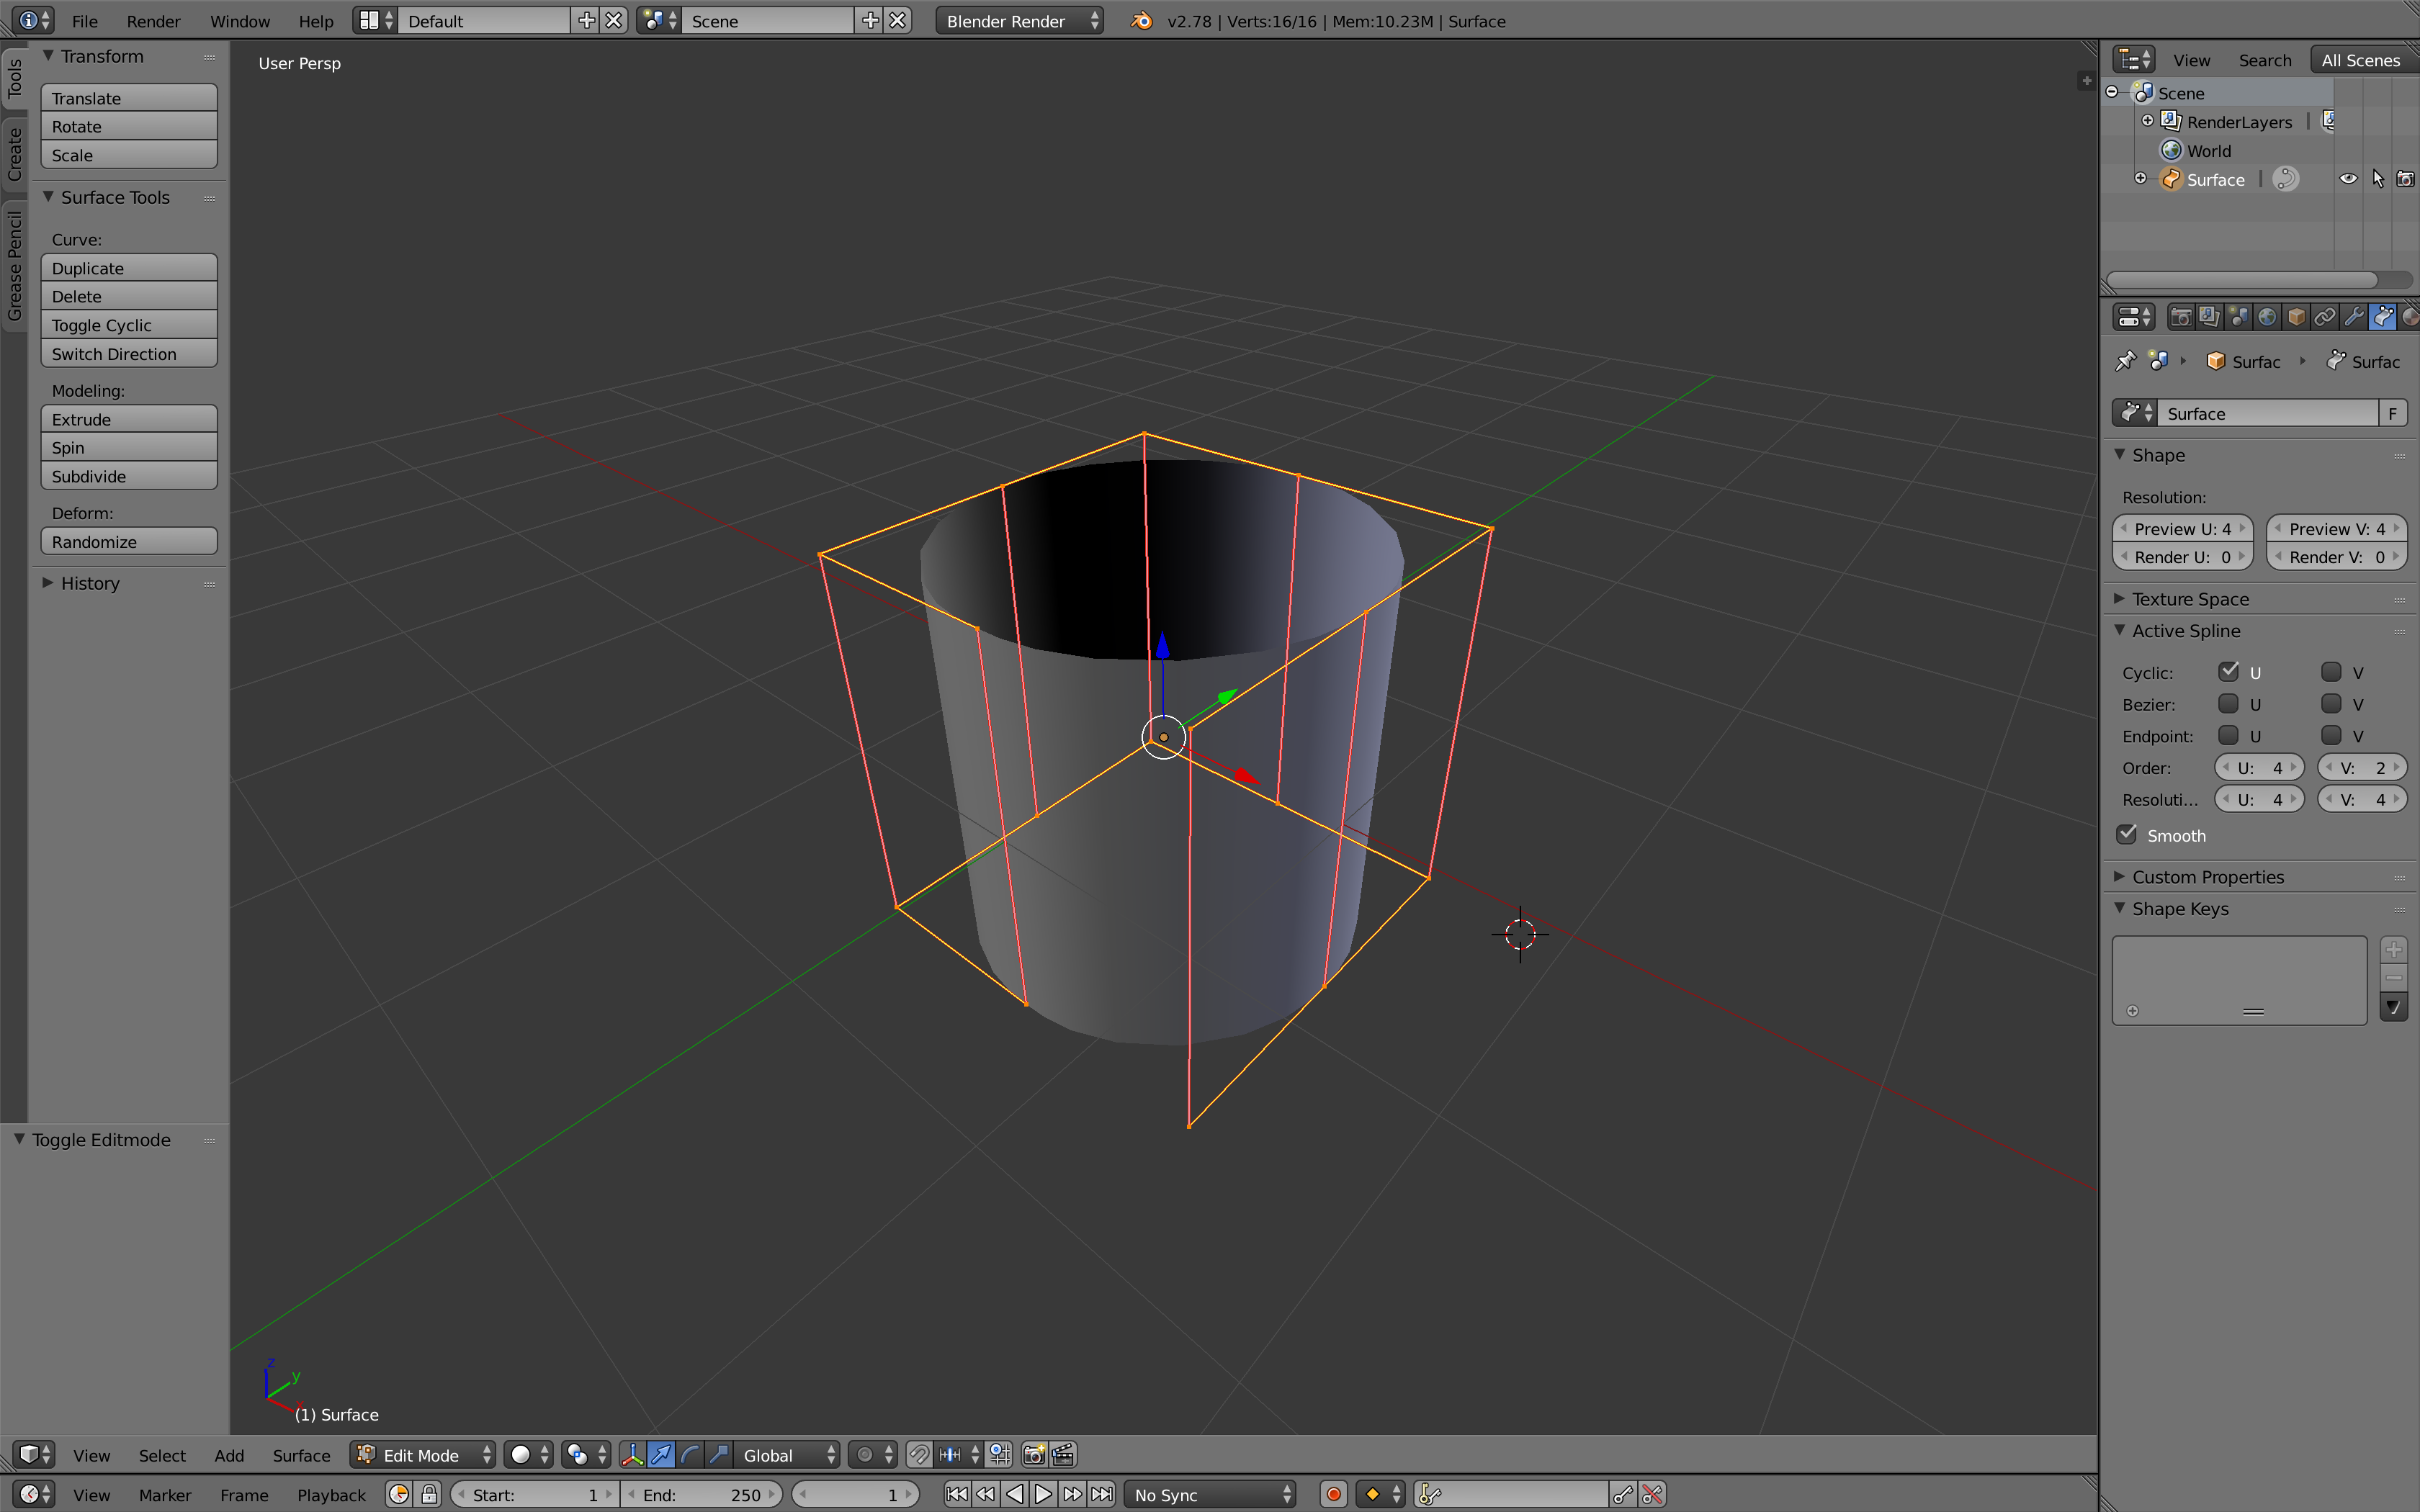 File Render Window Help Default Scene Blender Render v2.78 | Verts:16/16 | Mem:10.23M | Surface
Tools
Create
Grease Pencil
Transform
Translate
Rotate
Scale
Surface Tools
Curve:
Duplicate
Delete
Toggle Cyclic
Switch Direction
Modeling:
Extrude
Spin
Subdivide
Deform:
Randomize
History
Toggle Editmode
User Persp
z
y
x
(1) Surface
View Search All Scenes
Scene
RenderLayers |
World
Surface |
Surfac Surfac
Surface F
Shape
Resolution:
Preview U: 4 Preview V: 4
Render U: 0 Render V: 0
Texture Space
Active Spline
Cyclic: U V
Bezier: U V
Endpoint: U V
Order: U: 4 V: 2
Resoluti... U: 4 V: 4
Smooth
Custom Properties
Shape Keys
View Select Add Surface Edit Mode Global
View Marker Frame Playback Start: 1 End: 250 1 No Sync